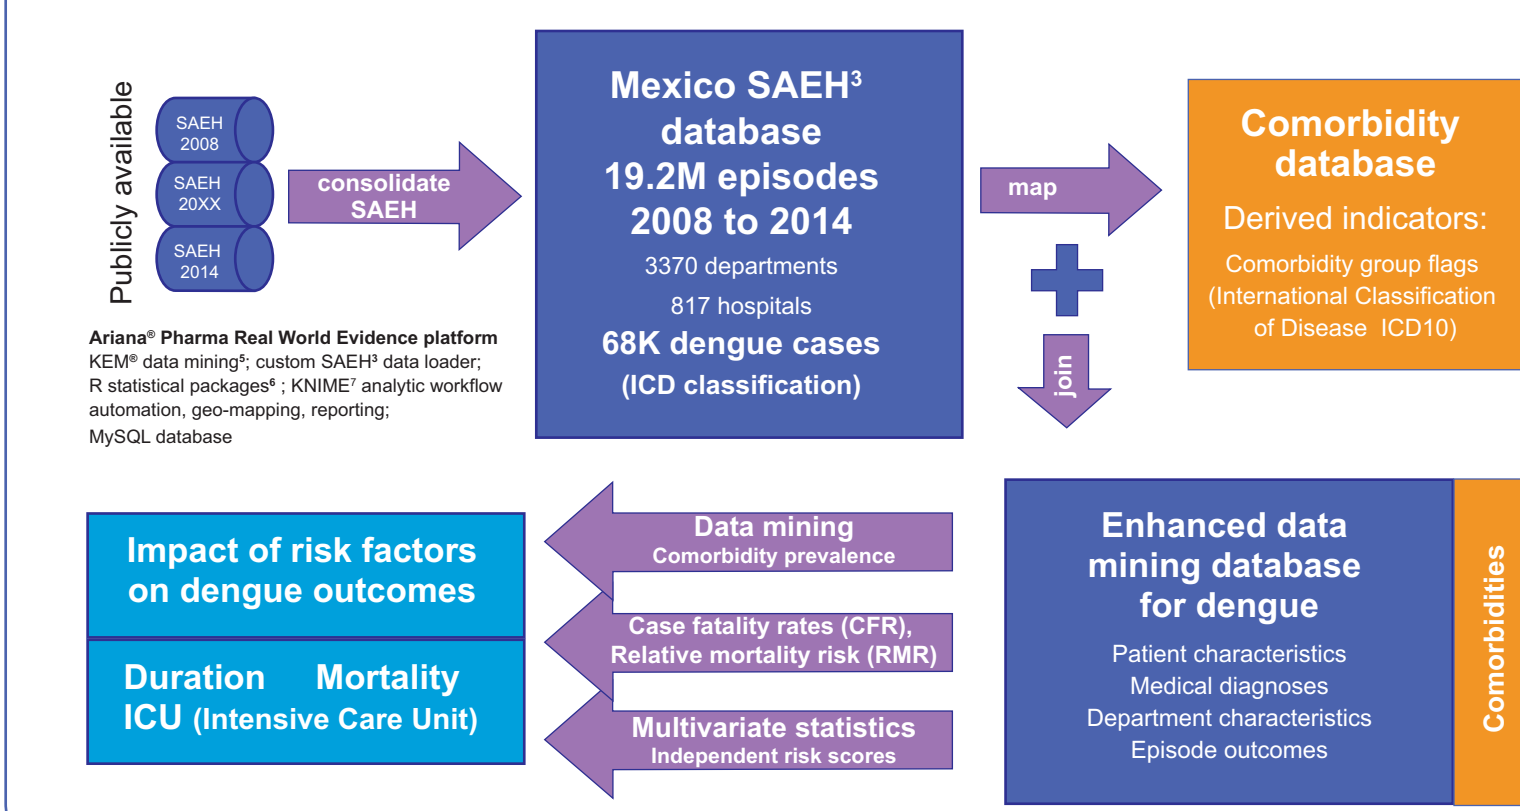 Publicly available
SAEH
2008
SAEH
20XX
SAEH
2014
consolidate
SAEH
Ariana® Pharma Real World Evidence platform
KEM® data mining⁵; custom SAEH³ data loader;
R statistical packages⁶ ; KNIME⁷ analytic workflow
automation, geo-mapping, reporting;
MySQL database
Mexico SAEH³
database
19.2M episodes
2008 to 2014
3370 departments
817 hospitals
68K dengue cases
(ICD classification)
map
join
Comorbidity
database
Derived indicators:
Comorbidity group flags
(International Classification
of Disease ICD10)
Enhanced data
mining database
for dengue
Patient characteristics
Medical diagnoses
Department characteristics
Episode outcomes
Comorbidities
Data mining
Comorbidity prevalence
Case fatality rates (CFR),
Relative mortality risk (RMR)
Multivariate statistics
Independent risk scores
Impact of risk factors
on dengue outcomes
Duration Mortality
ICU (Intensive Care Unit)